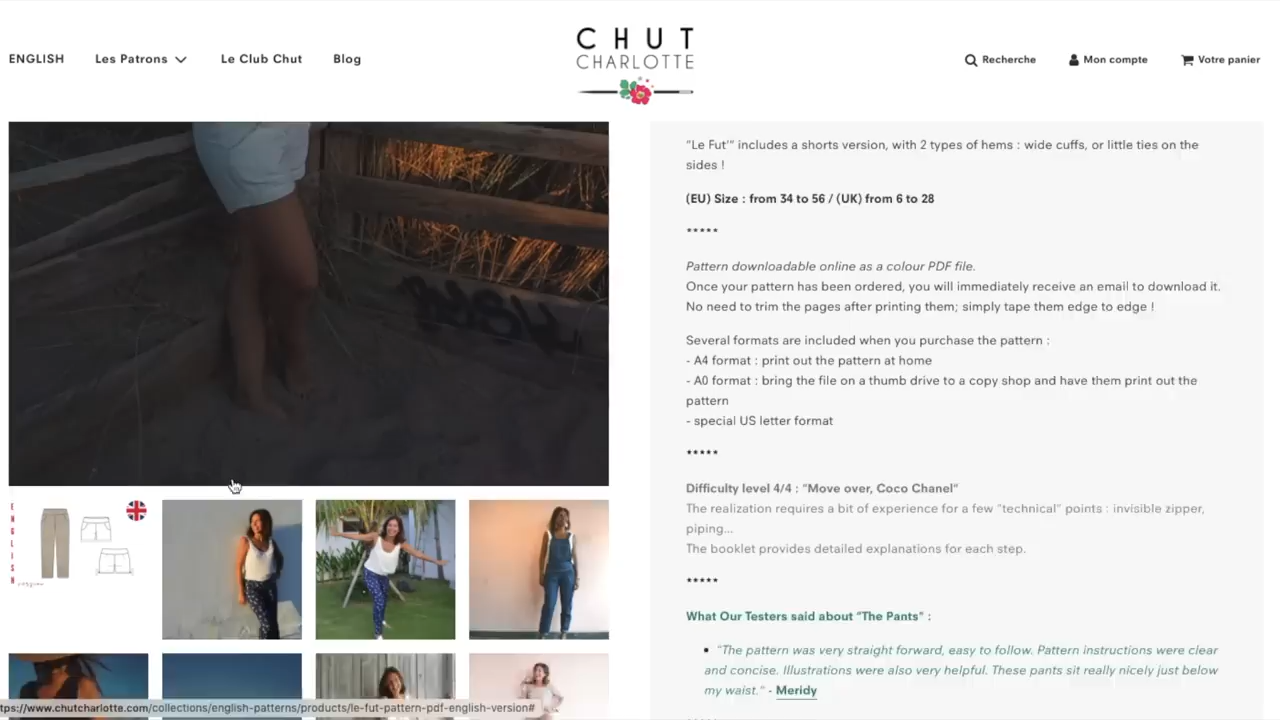 ENGLISH
Les Patrons
Le Club Chut
Blog
CHUT
CHARLOTTE
Recherche
Mon compte
Votre panier
"Le Fut'" includes a shorts version, with 2 types of hems : wide cuffs, or little ties on the
sides !
(EU) Size : from 34 to 56 / (UK) from 6 to 28
*****
Pattern downloadable online as a colour PDF file.
Once your pattern has been ordered, you will immediately receive an email to download it.
No need to trim the pages after printing them; simply tape them edge to edge !
Several formats are included when you purchase the pattern :
- A4 format : print out the pattern at home
- A0 format : bring the file on a thumb drive to a copy shop and have them print out the
pattern
- special US letter format
*****
Difficulty level 4/4 : "Move over, Coco Chanel"
The realization requires a bit of experience for a few "technical" points : invisible zipper,
piping...
The booklet provides detailed explanations for each step.
*****
What Our Testers said about "The Pants" :
"The pattern was very straight forward, easy to follow. Pattern instructions were clear
and concise. Illustrations were also very helpful. These pants sit really nicely just below
my waist." - Meridy
ENGLISH
tps://www.chutcharlotte.com/collections/english-patterns/products/le-fut-pattern-pdf-english-version#